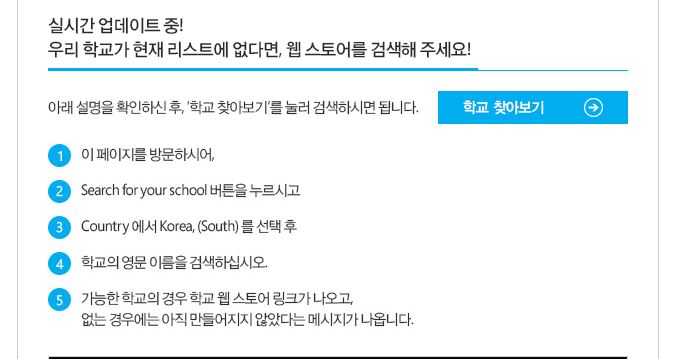 실시간 업데이트 중!
우리 학교가 현재 리스트에 없다면, 웹 스토어를 검색해 주세요!
아래 설명을 확인하신 후, '학교 찾아보기'를 눌러 검색하시면 됩니다.
학교 찾아보기
1 이 페이지를 방문하시어,
2 Search for your school 버튼을 누르시고
3 Country 에서 Korea, (South) 를 선택 후
4 학교의 영문 이름을 검색하십시오.
5 가능한 학교의 경우 학교 웹 스토어 링크가 나오고,
없는 경우에는 아직 만들어지지 않았다는 메시지가 나옵니다.